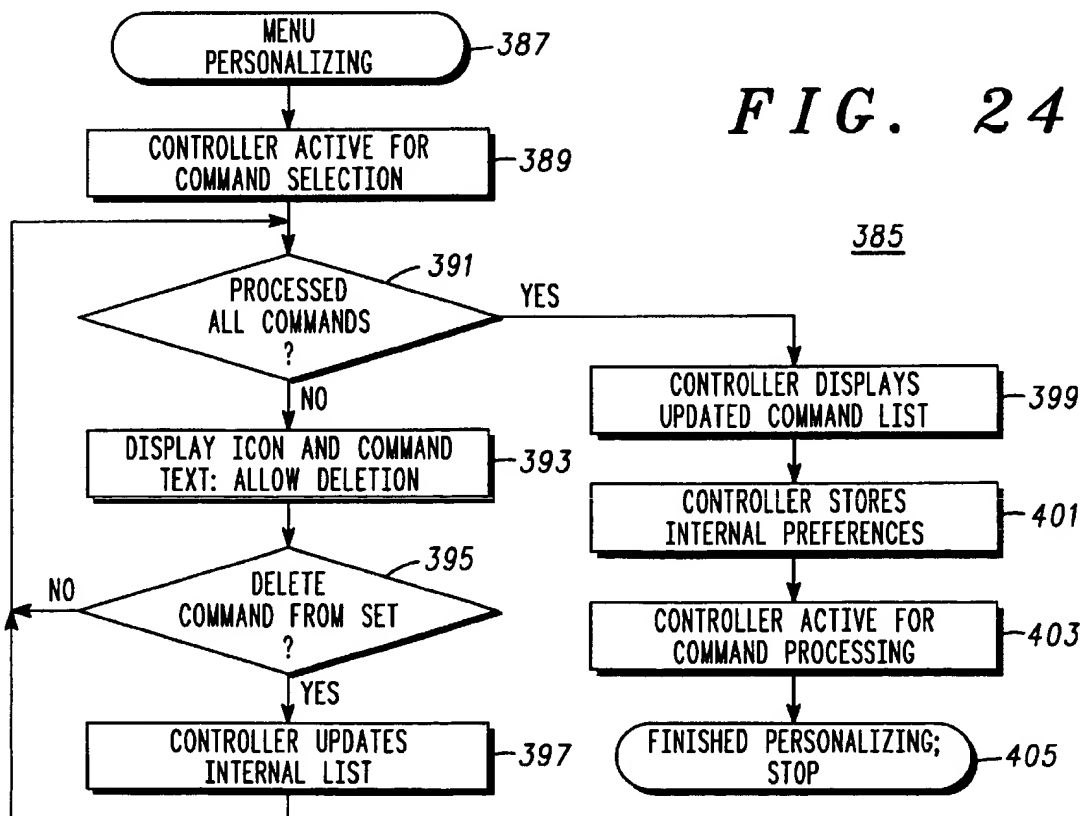 FIG. 24
385
MENU
PERSONALIZING
387
CONTROLLER ACTIVE FOR
COMMAND SELECTION
389
391
PROCESSED
ALL COMMANDS
?
YES
NO
DISPLAY ICON AND COMMAND
TEXT: ALLOW DELETION
393
395
DELETE
COMMAND FROM SET
?
NO
YES
CONTROLLER UPDATES
INTERNAL LIST
397
CONTROLLER DISPLAYS
UPDATED COMMAND LIST
399
CONTROLLER STORES
INTERNAL PREFERENCES
401
CONTROLLER ACTIVE FOR
COMMAND PROCESSING
403
FINISHED PERSONALIZING;
STOP
405